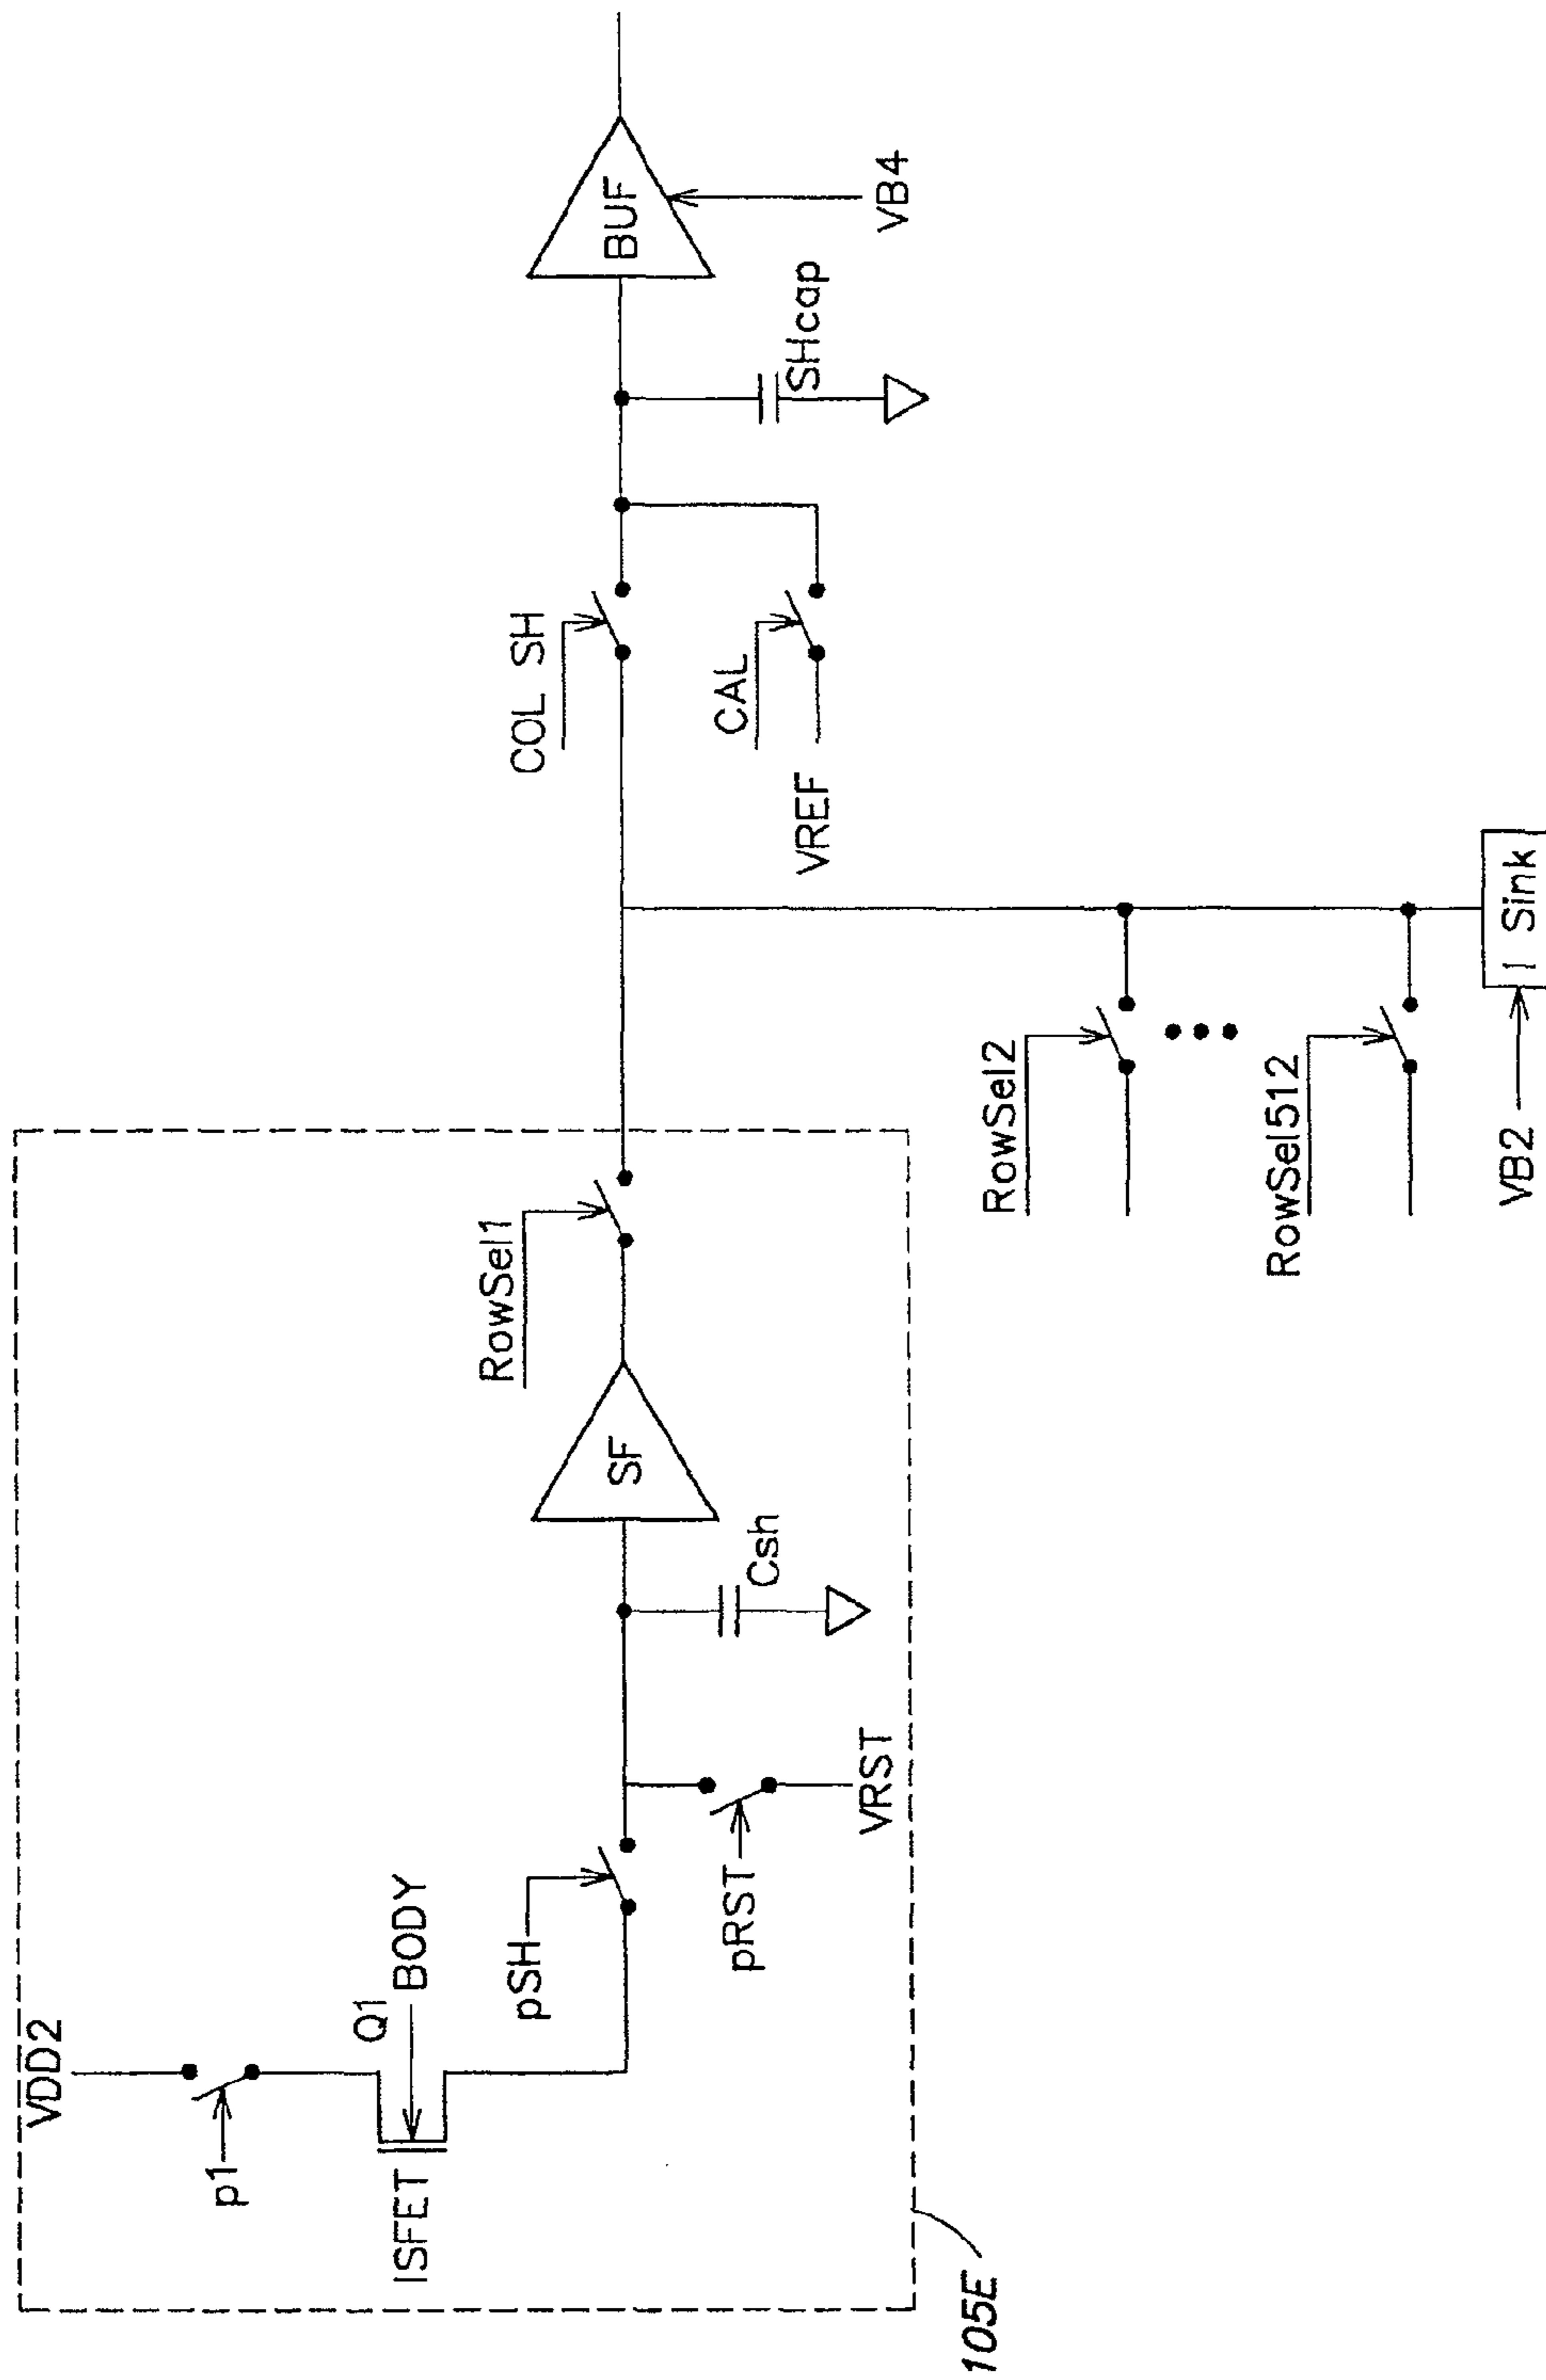 VDD2
p1
ISFET
Q1
BODY
pSH
pRST
VRST
Csh
SF
RowSel1
RowSel2
RowSel512
VB2
I Sink
COL SH
CAL
VREF
SHcap
BUF
VB4
105E